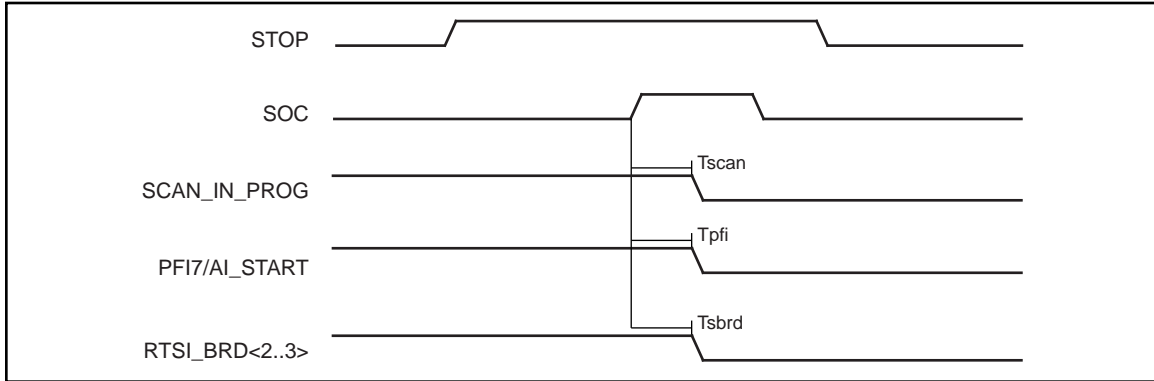 STOP
SOC
Tscan
SCAN_IN_PROG
Tpfi
PFI7/AI_START
Tsbrd
RTSI_BRD<2..3>